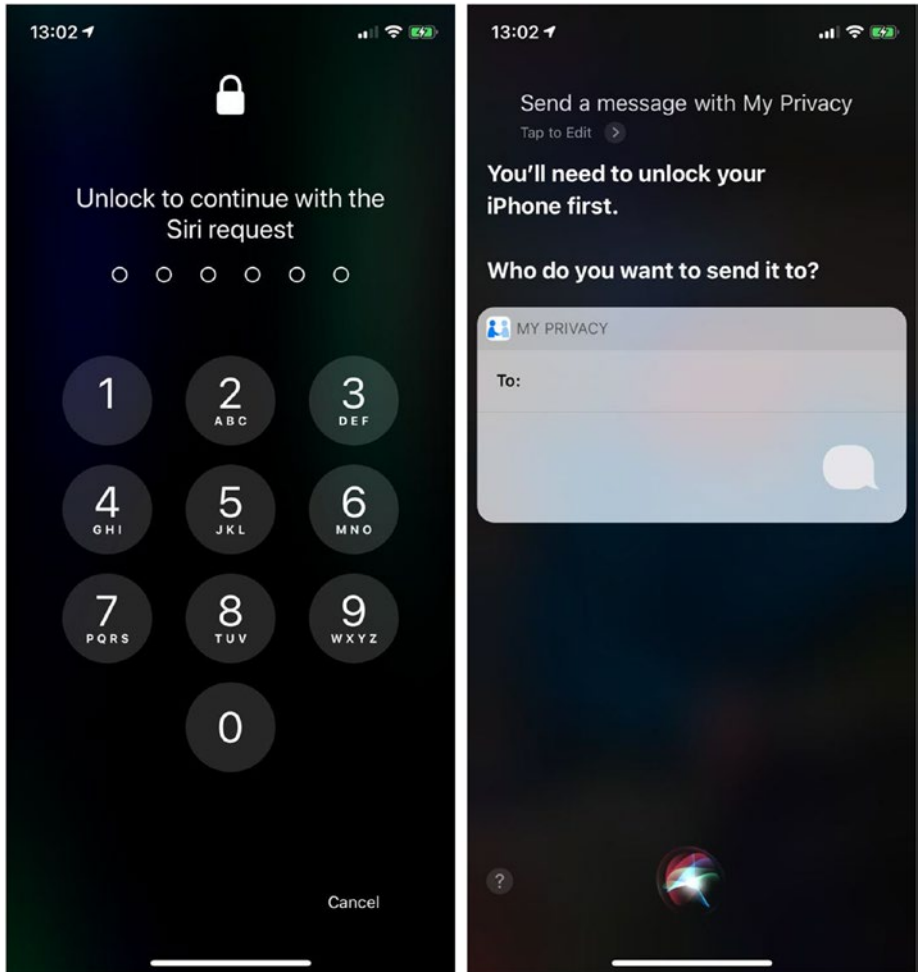 13:02
Unlock to continue with the
Siri request
1
2
ABC
3
DEF
4
GHI
5
JKL
6
MNO
7
PQRS
8
TUV
9
WXYZ
0
Cancel
13:02
Send a message with My Privacy
Tap to Edit
You’ll need to unlock your
iPhone first.
Who do you want to send it to?
MY PRIVACY
To:
?